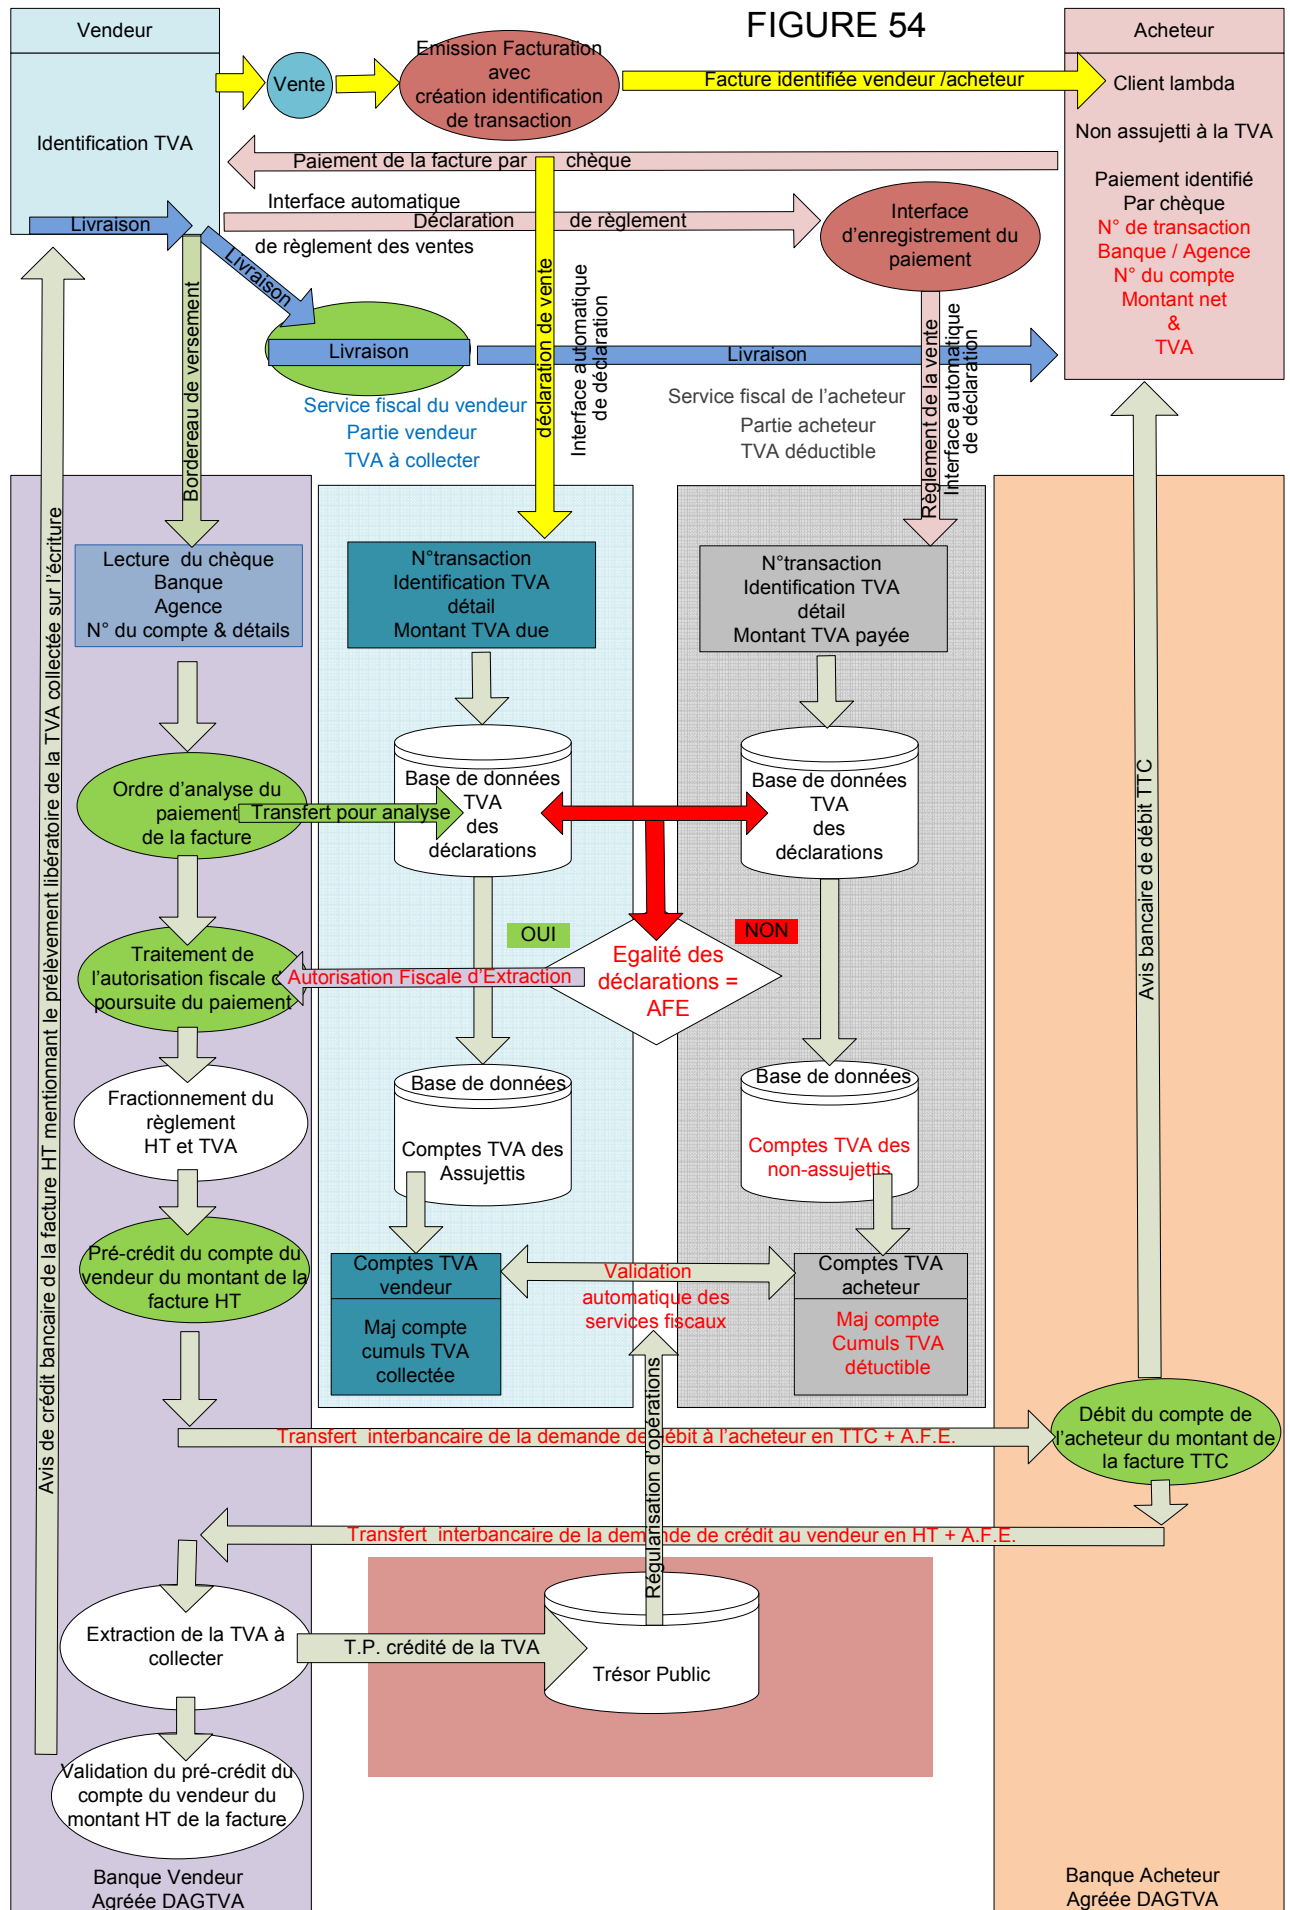 FIGURE 54
Vendeur
Identification TVA
Vente
Emission Facturation
avec
création identification
de transaction
Facture identifiée vendeur /acheteur
Acheteur
Client lambda
Non assujetti à la TVA
Paiement identifié
Par chèque
N° de transaction
Banque / Agence
N° du compte
Montant net
&
TVA
Paiement de la facture par chèque
Interface automatique
Déclaration de règlement
de règlement des ventes
Interface
d'enregistrement du
paiement
Livraison
Livraison
Livraison
Livraison
Bordereau de versement
déclaration de vente
Interface automatique
de déclaration
Règlement de la vente
Interface automatique
de déclaration
Service fiscal du vendeur
Partie vendeur
TVA à collecter
Service fiscal de l'acheteur
Partie acheteur
TVA déductible
Avis de crédit bancaire de la facture HT mentionnant le prélèvement libératoire de la TVA collectée sur l'écriture
Avis bancaire de débit TTC
Lecture du chèque
Banque
Agence
N° du compte & détails
N°transaction
Identification TVA
détail
Montant TVA due
N°transaction
Identification TVA
détail
Montant TVA payée
Ordre d'analyse du
paiement
de la facture
Transfert pour analyse
Base de données
TVA
des
déclarations
Base de données
TVA
des
déclarations
OUI
NON
Egalité des
déclarations =
AFE
Autorisation Fiscale d'Extraction
Traitement de
l'autorisation fiscale
poursuite du paiement
Fractionnement du
règlement
HT et TVA
Base de données
Comptes TVA des
Assujettis
Base de données
Comptes TVA des
non-assujettis
Pré-crédit du compte du
vendeur du montant de la
facture HT
Comptes TVA
vendeur
Maj compte
cumuls TVA
collectée
Validation
automatique des
services fiscaux
Comptes TVA
acheteur
Maj compte
Cumuls TVA
détuctible
Régularisation d'opérations
Transfert interbancaire de la demande de débit à l'acheteur en TTC + A.F.E.
Débit du compte de
l'acheteur du montant de
la facture TTC
Transfert interbancaire de la demande de crédit au vendeur en HT + A.F.E.
Extraction de la TVA à
collecter
T.P. crédité de la TVA
Trésor Public
Validation du pré-crédit du
compte du vendeur du
montant HT de la facture
Banque Vendeur
Agréée DAGTVA
Banque Acheteur
Agréée DAGTVA